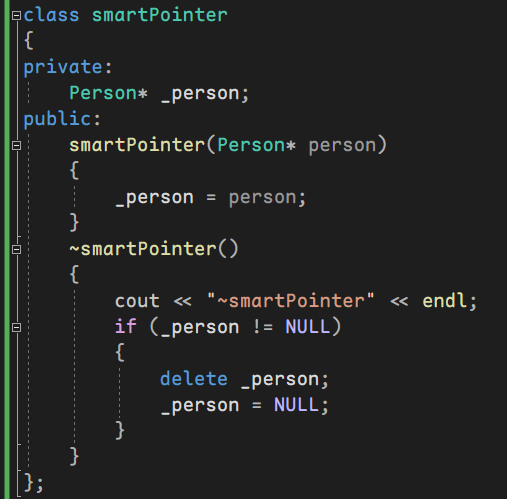 class smartPointer
{
private:
    Person* _person;
public:
    smartPointer(Person* person)
    {
        _person = person;
    }
    ~smartPointer()
    {
        cout << "~smartPointer" << endl;
        if (_person != NULL)
        {
            delete _person;
            _person = NULL;
        }
    }
};